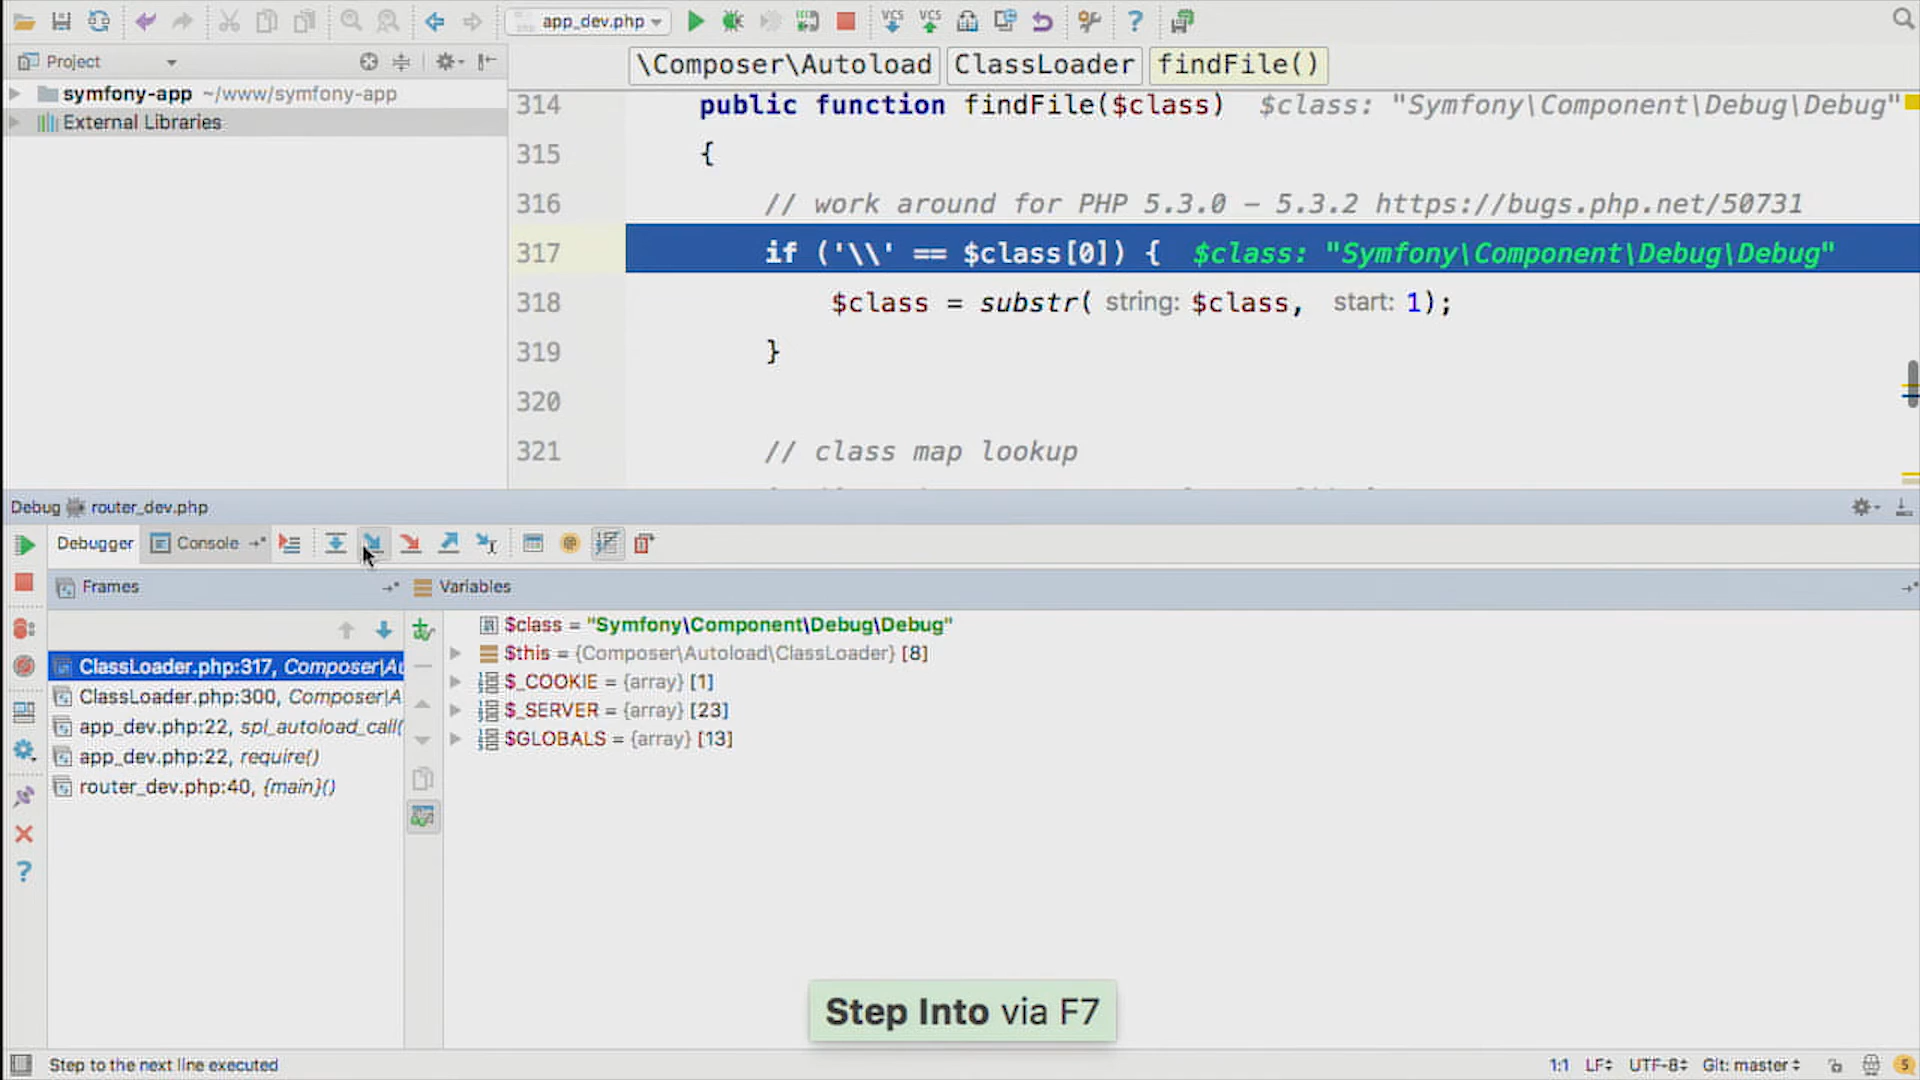 app_dev.php
VCS VCS
Project
symfony-app ~/www/symfony-app
External Libraries
\Composer\Autoload ClassLoader findFile()
314 public function findFile($class) $class: "Symfony\Component\Debug\Debug"
315 {
316 // work around for PHP 5.3.0 – 5.3.2 https://bugs.php.net/50731
317 if ('\\' == $class[0]) { $class: "Symfony\Component\Debug\Debug"
318 $class = substr( string: $class, start: 1);
319 }
320
321 // class map lookup
Debug router_dev.php
Debugger Console
Frames
Variables
ClassLoader.php:317, Composer\Au
ClassLoader.php:300, Composer\A
app_dev.php:22, spl_autoload_call(
app_dev.php:22, require()
router_dev.php:40, {main}()
$class = "Symfony\Component\Debug\Debug"
$this = {Composer\Autoload\ClassLoader} [8]
$_COOKIE = {array} [1]
$_SERVER = {array} [23]
$GLOBALS = {array} [13]
Step Into via F7
Step to the next line executed
1:1 LF UTF-8 Git: master 5